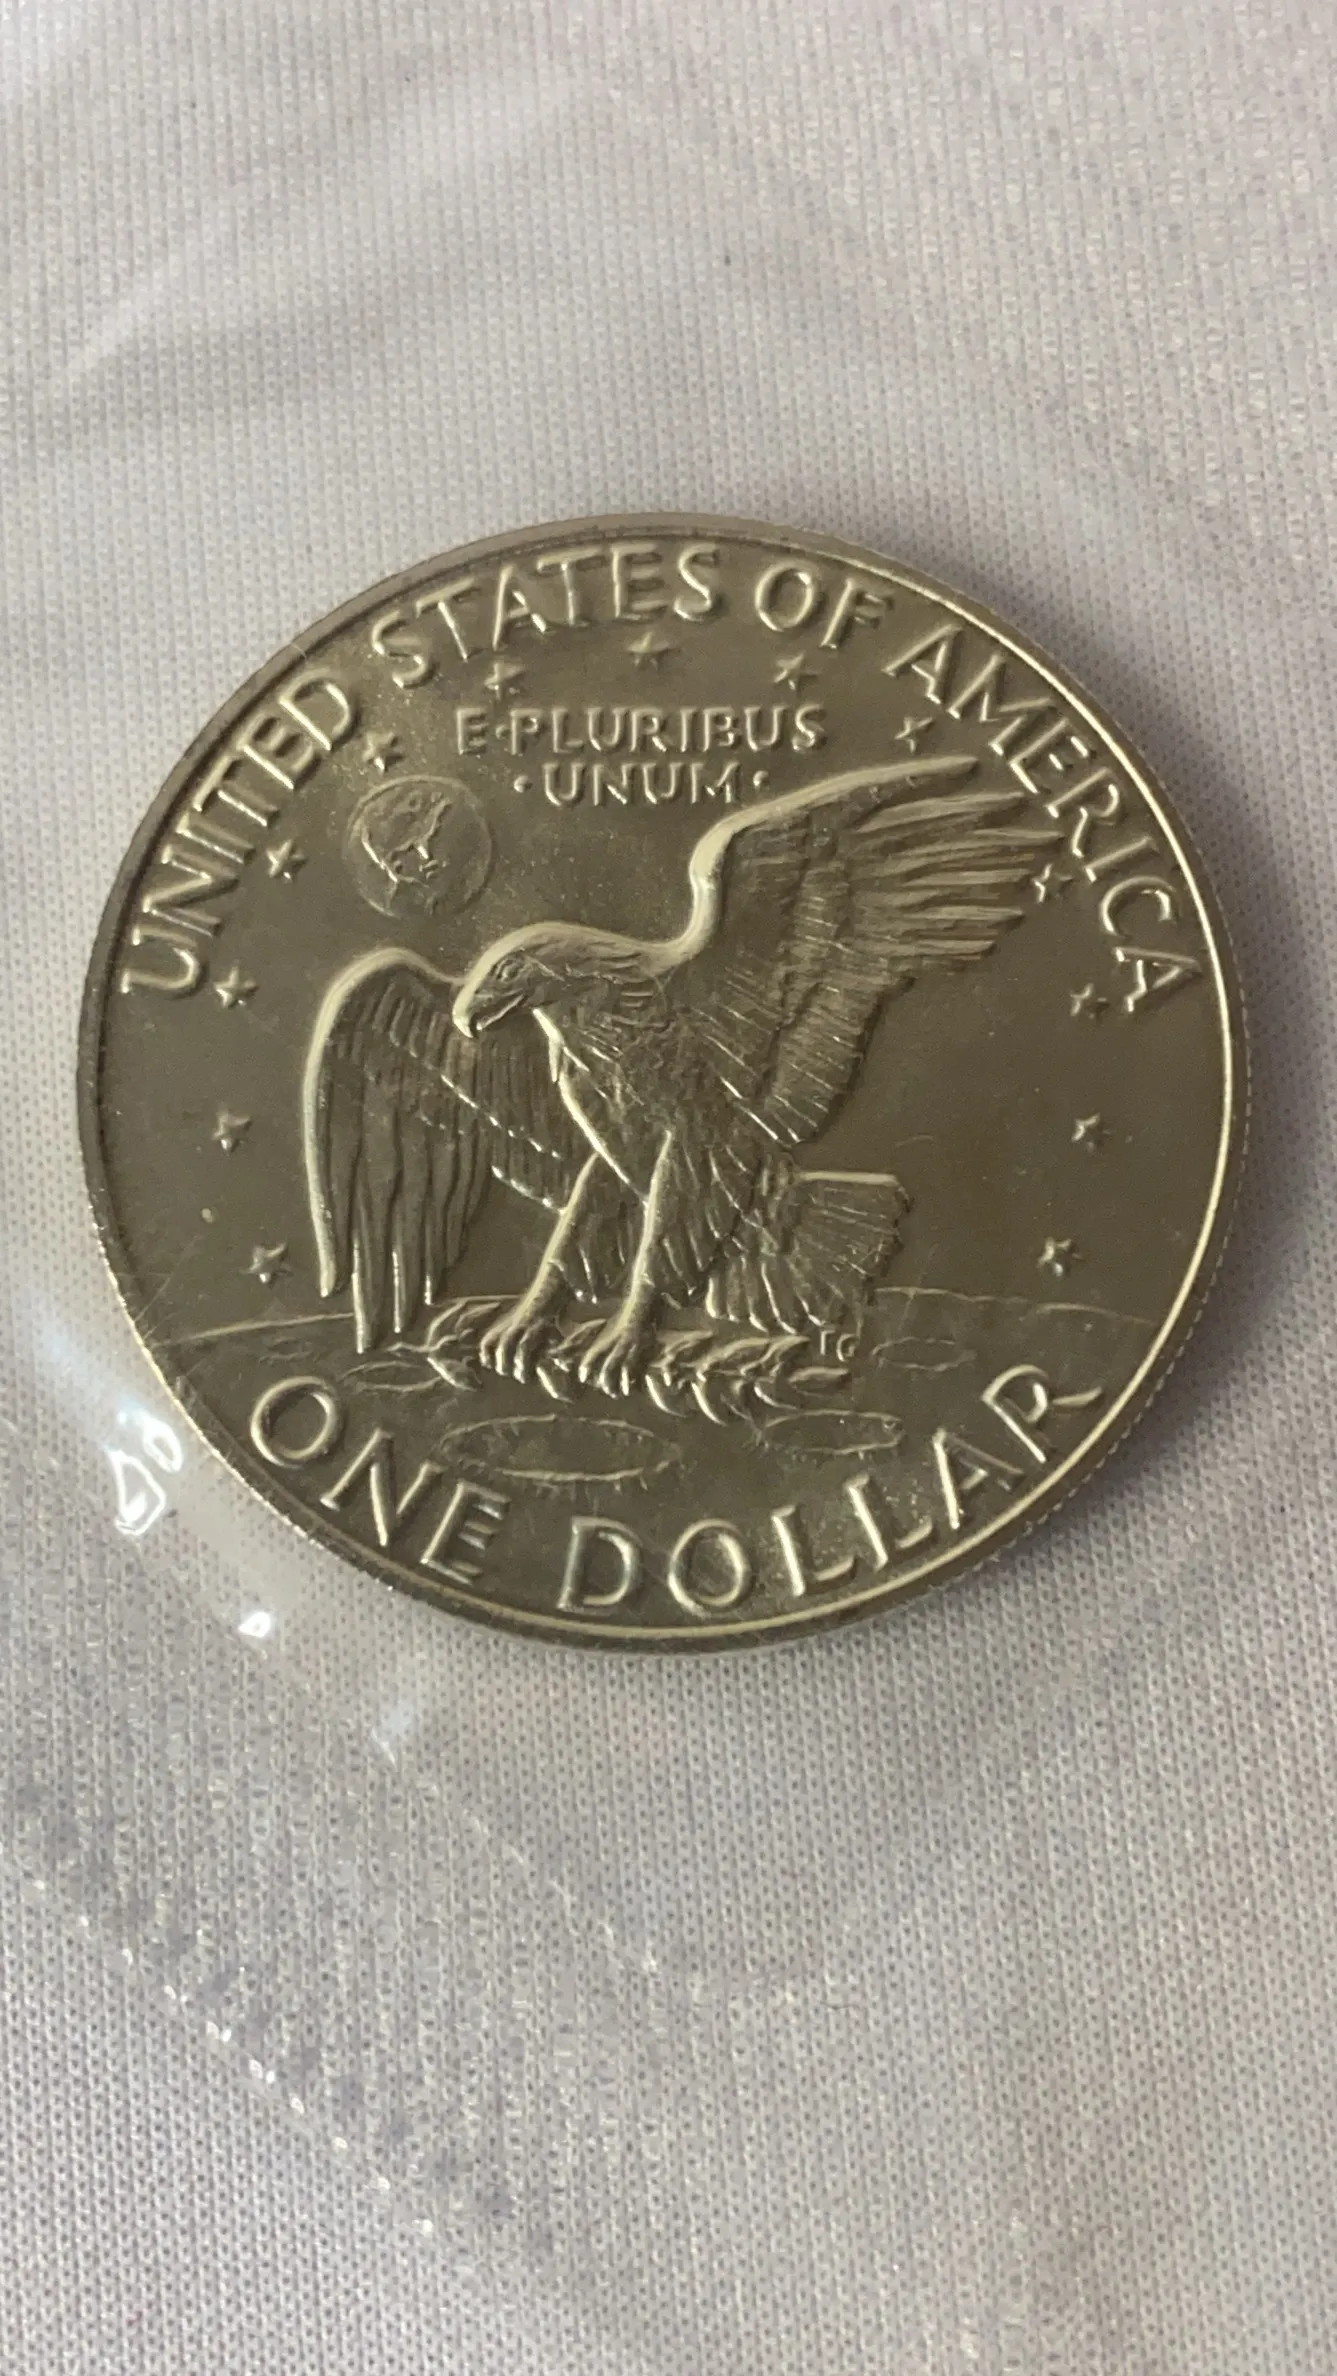 UNITED STATES OF AMERICA
E·PLURIBUS
·UNUM·
ONE DOLLAR